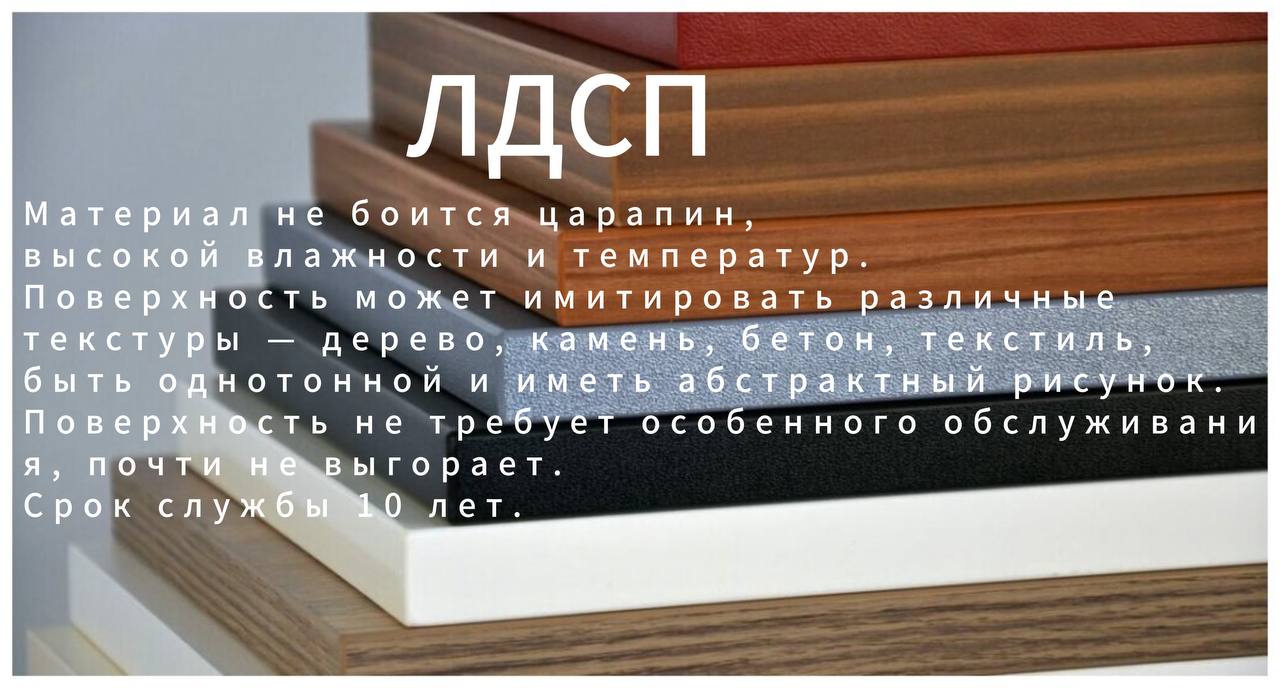 ЛДСП
Материал не боится царапин,
высокой влажности и температур.
Поверхность может имитировать различные
текстуры — дерево, камень, бетон, текстиль,
быть однотонной и иметь абстрактный рисунок.
Поверхность не требует особенного обслуживани
я, почти не выгорает.
Срок службы 10 лет.